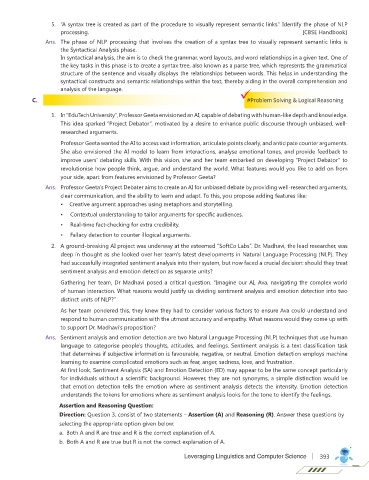 5. "A syntax tree is created as part of the procedure to visually represent semantic links." Identify the phase of NLP
processing. (CBSE Handbook)
Ans. The phase of NLP processing that involves the creation of a syntax tree to visually represent semantic links is
the Syntactical Analysis phase.
In syntactical analysis, the aim is to check the grammar, word layouts, and word relationships in a given text. One of
the key tasks in this phase is to create a syntax tree, also known as a parse tree, which represents the grammatical
structure of the sentence and visually displays the relationships between words. This helps in understanding the
syntactical constructs and semantic relationships within the text, thereby aiding in the overall comprehension and
analysis of the language.
C. #Problem Solving & Logical Reasoning
1. In "EduTech University", Professor Geeta envisioned an AI, capable of debating with human-like depth and knowledge.
This idea sparked "Project Debator", motivated by a desire to enhance public discourse through unbiased, well-
researched arguments.
Professor Geeta wanted the AI to access vast information, articulate points clearly, and anticipate counter arguments.
She also envisioned the AI model to learn from interactions, analyse emotional tones, and provide feedback to
improve users' debating skills. With this vision, she and her team embarked on developing "Project Debator" to
revolutionise how people think, argue, and understand the world. What features would you like to add on from
your side, apart from features envisioned by Professor Geeta?
Ans. Professor Geeta's Project Debater aims to create an AI for unbiased debate by providing well-researched arguments,
clear communication, and the ability to learn and adapt. To this, you propose adding features like:
• Creative argument approaches using metaphors and storytelling.
• Contextual understanding to tailor arguments for specific audiences.
• Real-time fact-checking for extra credibility.
• Fallacy detection to counter illogical arguments.
2. A ground-breaking AI project was underway at the esteemed "SoftCo Labs". Dr. Madhavi, the lead researcher, was
deep in thought as she looked over her team's latest developments in Natural Language Processing (NLP). They
had successfully integrated sentiment analysis into their system, but now faced a crucial decision: should they treat
sentiment analysis and emotion detection as separate units?
Gathering her team, Dr Madhavi posed a critical question. "Imagine our AI, Ava, navigating the complex world
of human interaction. What reasons would justify us dividing sentiment analysis and emotion detection into two
distinct units of NLP?"
As her team pondered this, they knew they had to consider various factors to ensure Ava could understand and
respond to human communication with the utmost accuracy and empathy. What reasons would they come up with
to support Dr. Madhavi's proposition?
Ans. Sentiment analysis and emotion detection are two Natural Language Processing (NLP) techniques that use human
language to categorise people's thoughts, attitudes, and feelings. Sentiment analysis is a text classification task
that determines if subjective information is favourable, negative, or neutral. Emotion detection employs machine
learning to examine complicated emotions such as fear, anger, sadness, love, and frustration.
At first look, Sentiment Analysis (SA) and Emotion Detection (ED) may appear to be the same concept particularly
for individuals without a scientific background. However, they are not synonyms, a simple distinction would be
that emotion detection tells the emotion where as sentiment analysis detects the intensity. Emotion detection
understands the tokens for emotions where as sentiment analysis looks for the tone to identify the feelings.
Assertion and Reasoning Question:
Direction: Question 3, consist of two statements – Assertion (A) and Reasoning (R). Answer these questions by
selecting the appropriate option given below:
a. Both A and R are true and R is the correct explanation of A.
b. Both A and R are true but R is not the correct explanation of A.
Leveraging Linguistics and Computer Science | 393